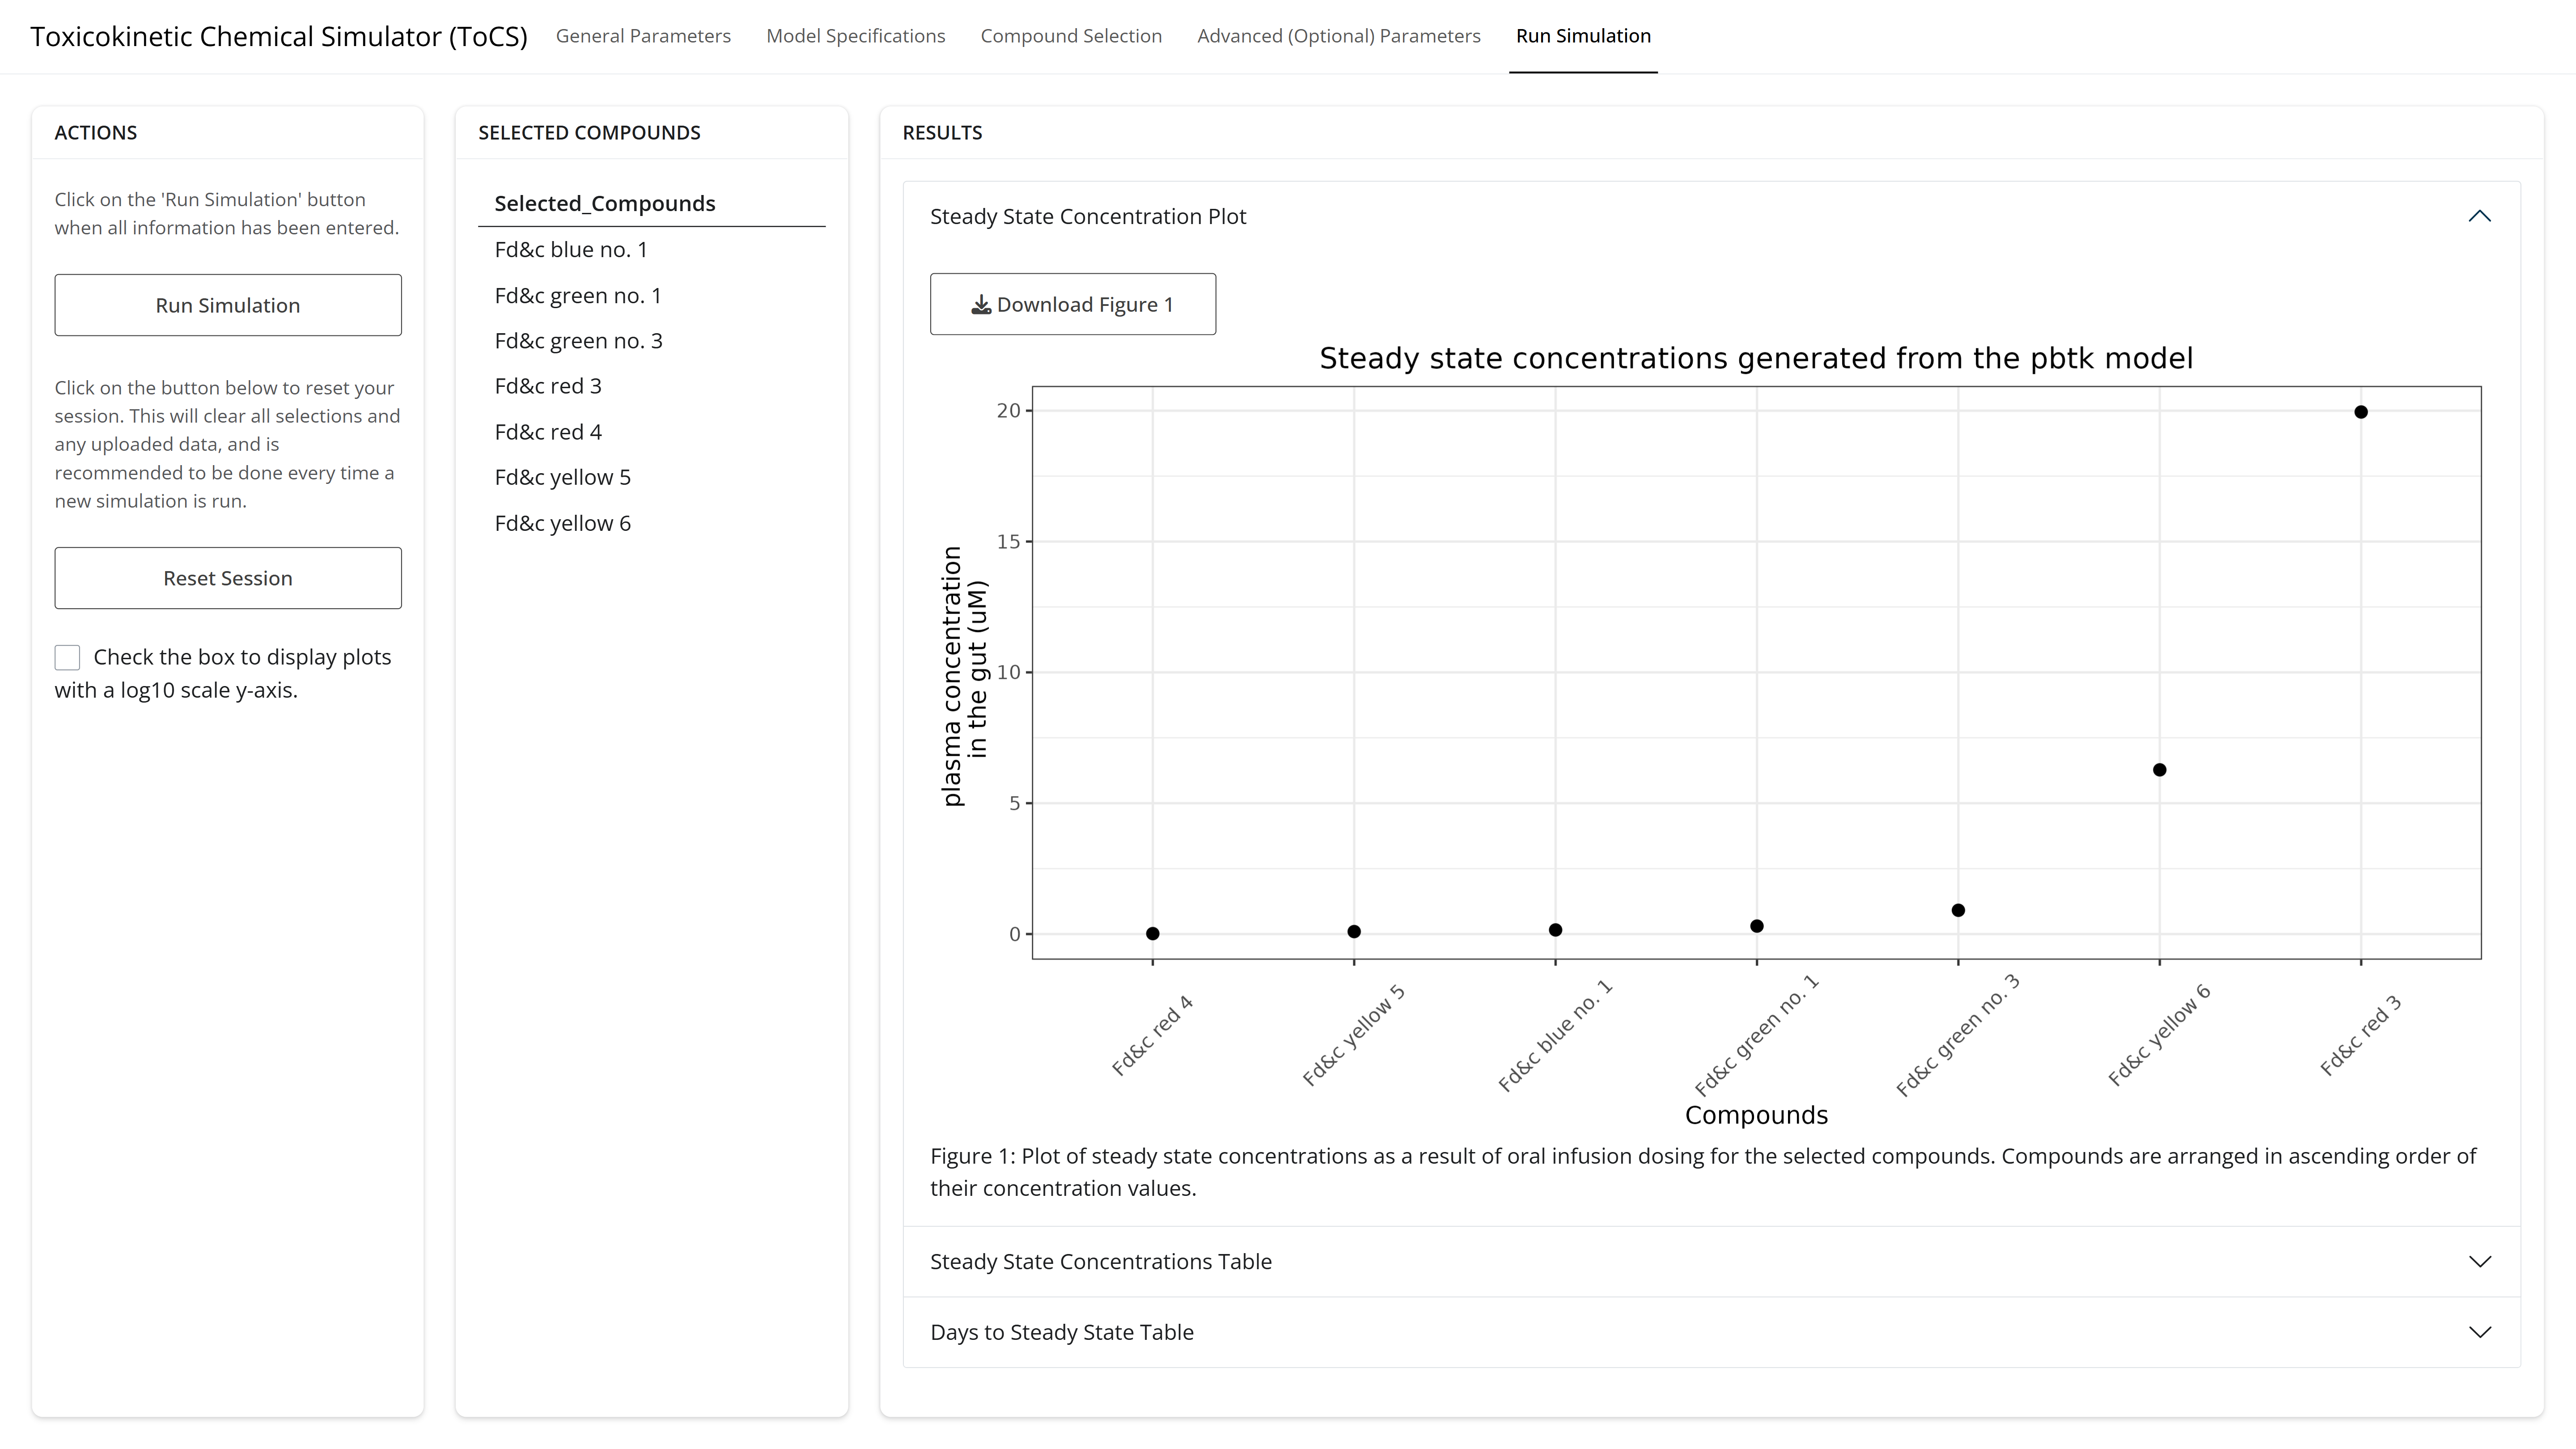 Toxicokinetic Chemical Simulator (ToCS)
General Parameters
Model Specifications
Compound Selection
Advanced (Optional) Parameters
Run Simulation
ACTIONS
Click on the 'Run Simulation' button
when all information has been entered.
Run Simulation
Click on the button below to reset your
session. This will clear all selections and
any uploaded data, and is
recommended to be done every time a
new simulation is run.
Reset Session
Check the box to display plots
with a log10 scale y-axis.
SELECTED COMPOUNDS
Selected_Compounds
Fd&c blue no. 1
Fd&c green no. 1
Fd&c green no. 3
Fd&c red 3
Fd&c red 4
Fd&c yellow 5
Fd&c yellow 6
RESULTS
Steady State Concentration Plot
Download Figure 1
Steady state concentrations generated from the pbtk model
plasma concentration
in the gut (uM)
20
15
10
5
0
Fd&c red 4
Fd&c yellow 5
Fd&c blue no. 1
Fd&c green no. 1
Fd&c green no. 3
Fd&c yellow 6
Fd&c red 3
Compounds
Figure 1: Plot of steady state concentrations as a result of oral infusion dosing for the selected compounds. Compounds are arranged in ascending order of
their concentration values.
Steady State Concentrations Table
Days to Steady State Table